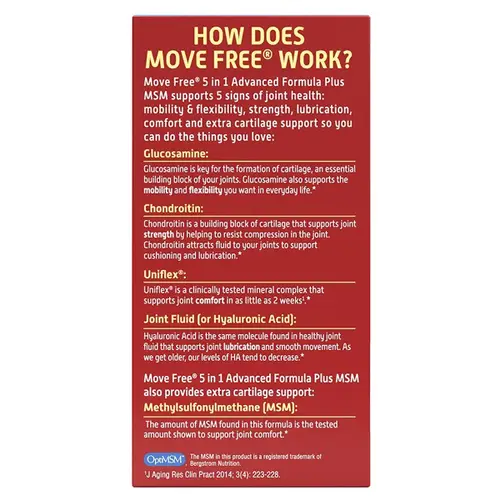 HOW DOES
MOVE FREE® WORK?
Move Free® 5 in 1 Advanced Formula Plus
MSM supports 5 signs of joint health:
mobility & flexibility, strength, lubrication,
comfort and extra cartilage support so you
can do the things you love:
Glucosamine:
Glucosamine is key for the formation of cartilage, an essential
building block of your joints. Glucosamine also supports the
mobility and flexibility you want in everyday life.*
Chondroitin:
Chondroitin is a building block of cartilage that supports joint
strength by helping to resist compression in the joint.
Chondroitin attracts fluid to your joints to support
cushioning and lubrication.*
Uniflex®:
Uniflex® is a clinically tested mineral complex that
supports joint comfort in as little as 2 weeks¹.*
Joint Fluid (or Hyaluronic Acid):
Hyaluronic Acid is the same molecule found in healthy joint
fluid that supports joint lubrication and smooth movement. As
we get older, our levels of HA tend to decrease.*
Move Free® 5 in 1 Advanced Formula Plus MSM
also provides extra cartilage support:
Methylsulfonylmethane (MSM):
The amount of MSM found in this formula is the tested
amount shown to support joint comfort.*
OptMSM®
The MSM in this product is a registered trademark of
Bergstrom Nutrition.
¹J Aging Res Clin Pract 2014; 3(4): 223-228.